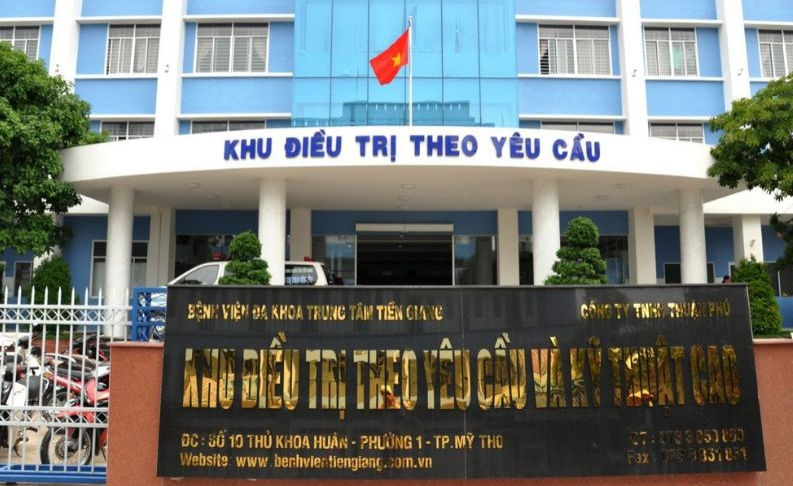 KHU ĐIỀU TRỊ THEO YÊU CẦU
BỆNH VIỆN ĐA KHOA TRUNG TÂM TIỀN GIANG
CÔNG TY TNHH THUẬN PHÚ
KHU ĐIỀU TRỊ THEO YÊU CẦU VÀ KỸ THUẬT CAO
ĐC : SỐ 10 THỦ KHOA HUÂN - PHƯỜNG 1 - TP.MỸ THO
Website: www.benhvientiengiang.com.vn
Fax :